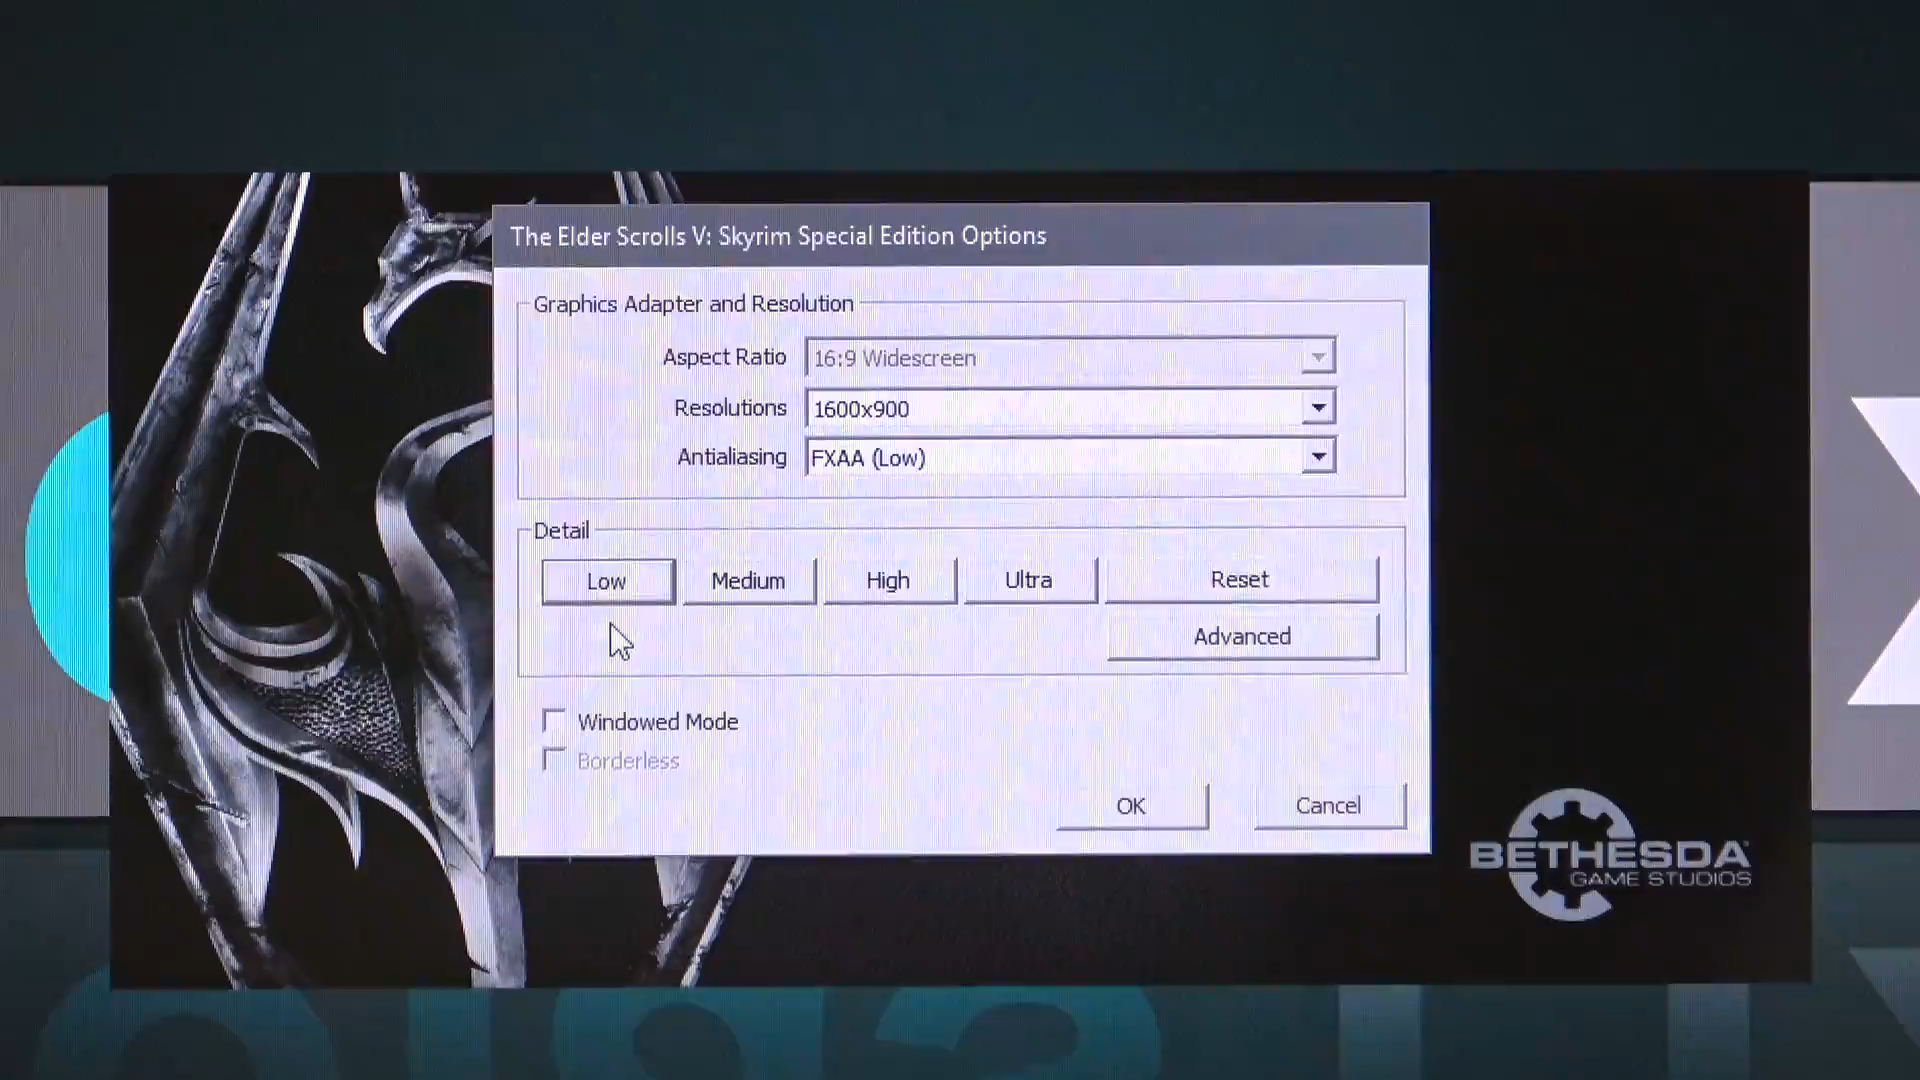 The Elder Scrolls V: Skyrim Special Edition Options
Graphics Adapter and Resolution
Aspect Ratio 16:9 Widescreen
Resolutions 1600x900
Antialiasing FXAA (Low)
Detail
Low Medium High Ultra Reset
Advanced
Windowed Mode
Borderless
OK Cancel
BETHESDA
GAME STUDIOS